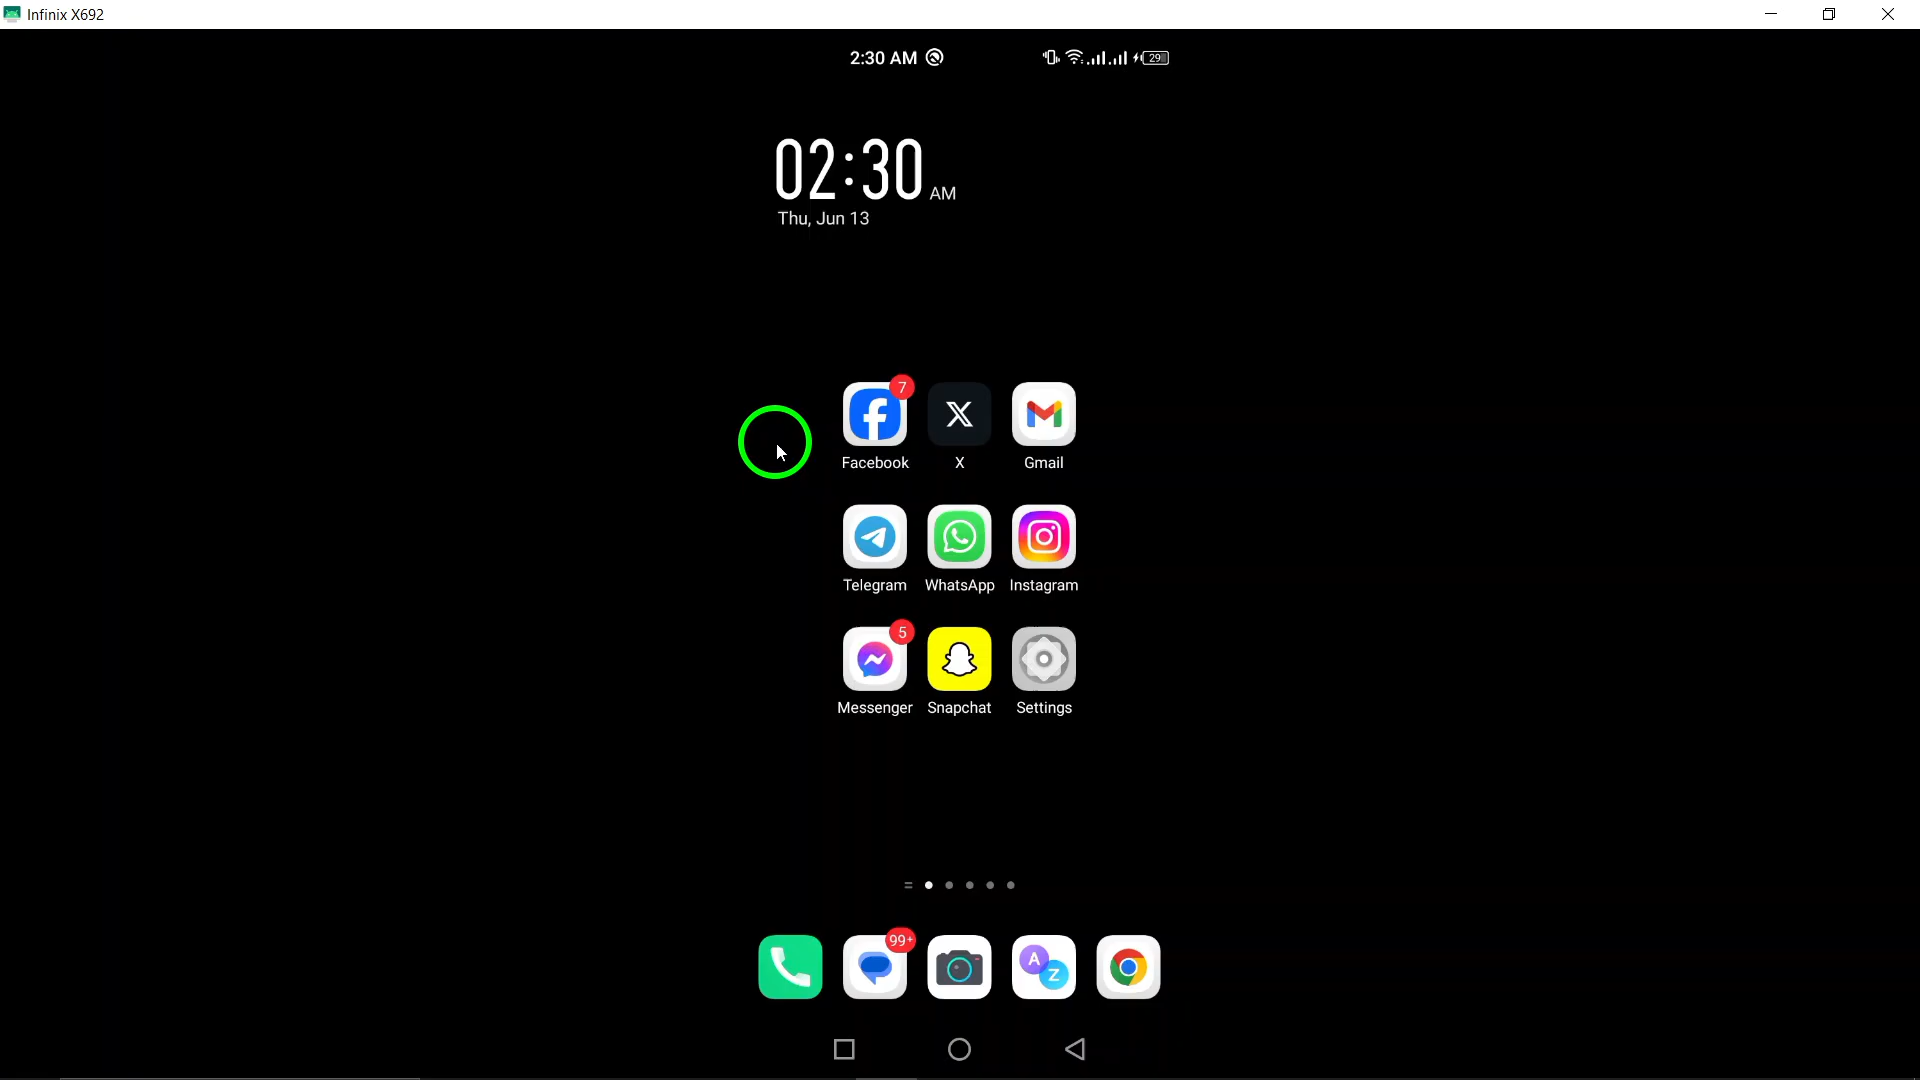 Infinix X692
2:30 AM
29
02:30 AM
Thu, Jun 13
7
Facebook X Gmail
Telegram WhatsApp Instagram
5
Messenger Snapchat Settings
99+
A
Z